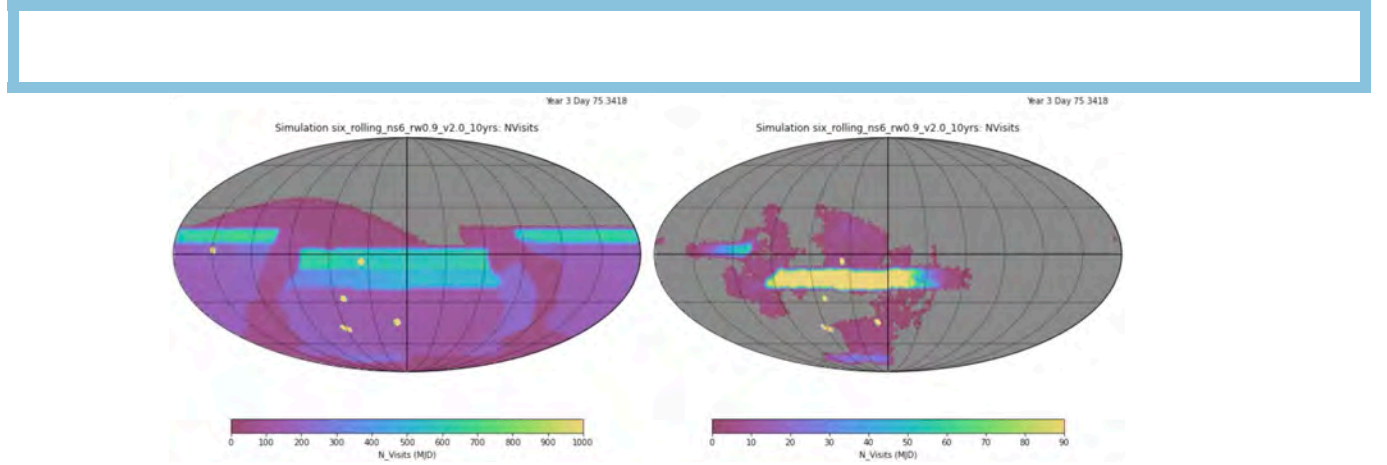 Year 3 Day 75.3418
Simulation six_rolling_ns6_rw0.9_v2.0_10yrs: NVisits
0 100 200 300 400 500 600 700 800 900 1000
N_Visits (MJD)
Year 3 Day 75.3418
Simulation six_rolling_ns6_rw0.9_v2.0_10yrs: NVisits
0 10 20 30 40 50 60 70 80 90
N_Visits (MJD)